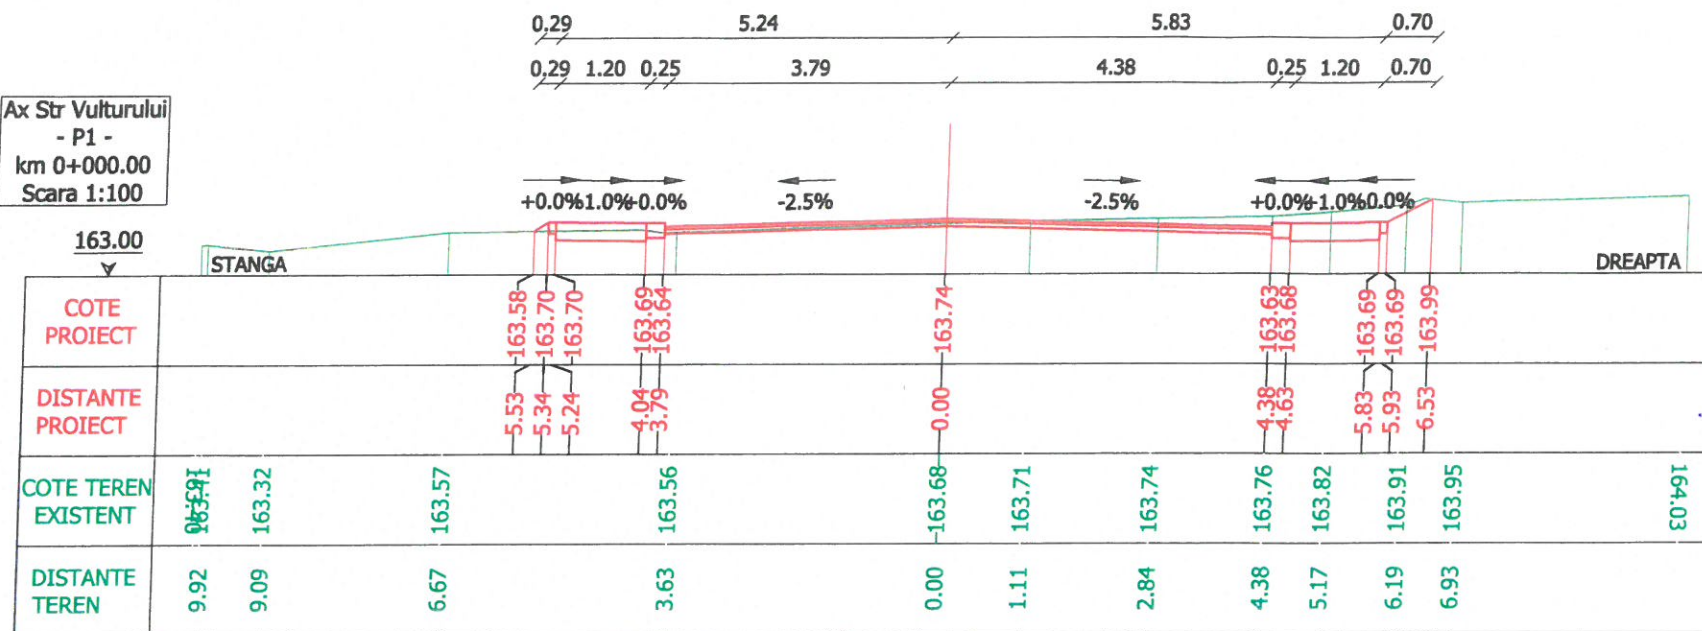 0.29 5.24 5.83 0.70
0.29 1.20 0.25 3.79 4.38 0.25 1.20 0.70
Ax Str Vulturului
- P1 -
km 0+000.00
Scara 1:100
+0.0% 1.0% +0.0% -2.5% -2.5% +0.0% +1.0% 0.0%
163.00
STANGA DREAPTA
COTE
PROIECT
163.58 163.70 163.70 163.69 163.64 163.74 163.63 163.68 163.69 163.69 163.99
DISTANTE
PROIECT
5.53 5.34 5.24 4.04 3.79 0.00 4.38 4.63 5.83 5.93 6.53
COTE TEREN
EXISTENT
163.40 163.41 163.32 163.57 163.56 163.68 163.71 163.74 163.76 163.82 163.91 163.95 164.03
DISTANTE
TEREN
9.92 9.09 6.67 3.63 0.00 1.11 2.84 4.38 5.17 6.19 6.93